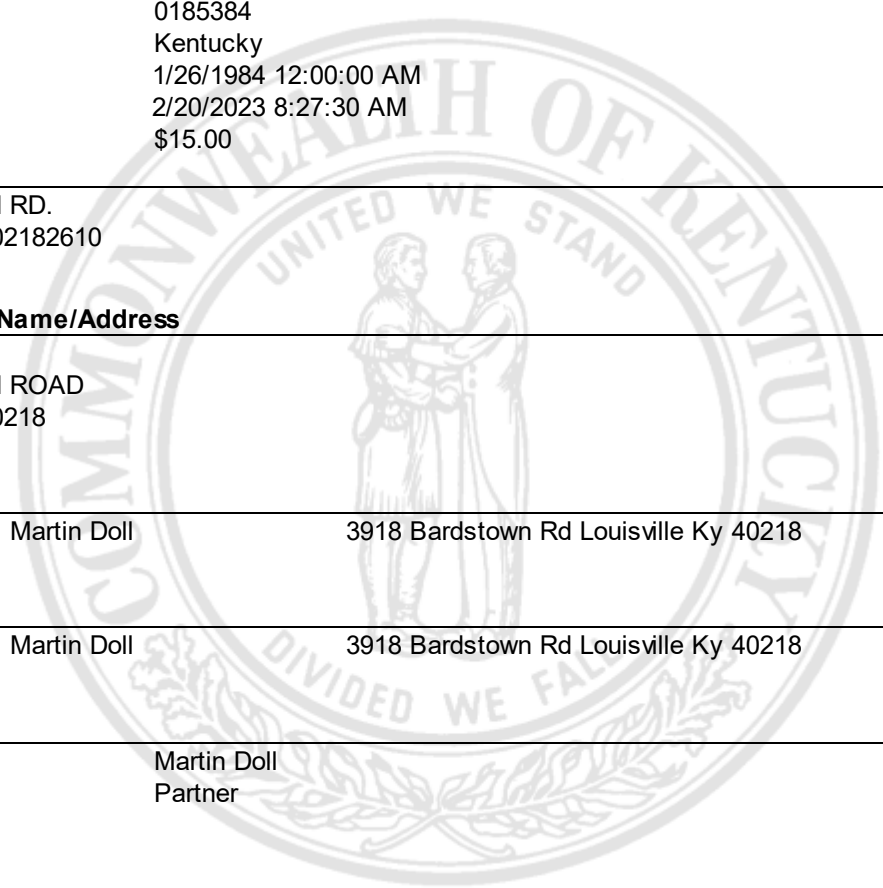 0185384
Kentucky
1/26/1984 12:00:00 AM
2/20/2023 8:27:30 AM
$15.00
RD.
02182610
Name/Address
ROAD
0218
Martin Doll 3918 Bardstown Rd Louisville Ky 40218
Martin Doll 3918 Bardstown Rd Louisville Ky 40218
Martin Doll
Partner
COMMONWEALTH OF KENTUCKY
UNITED WE STAND
DIVIDED WE FALL